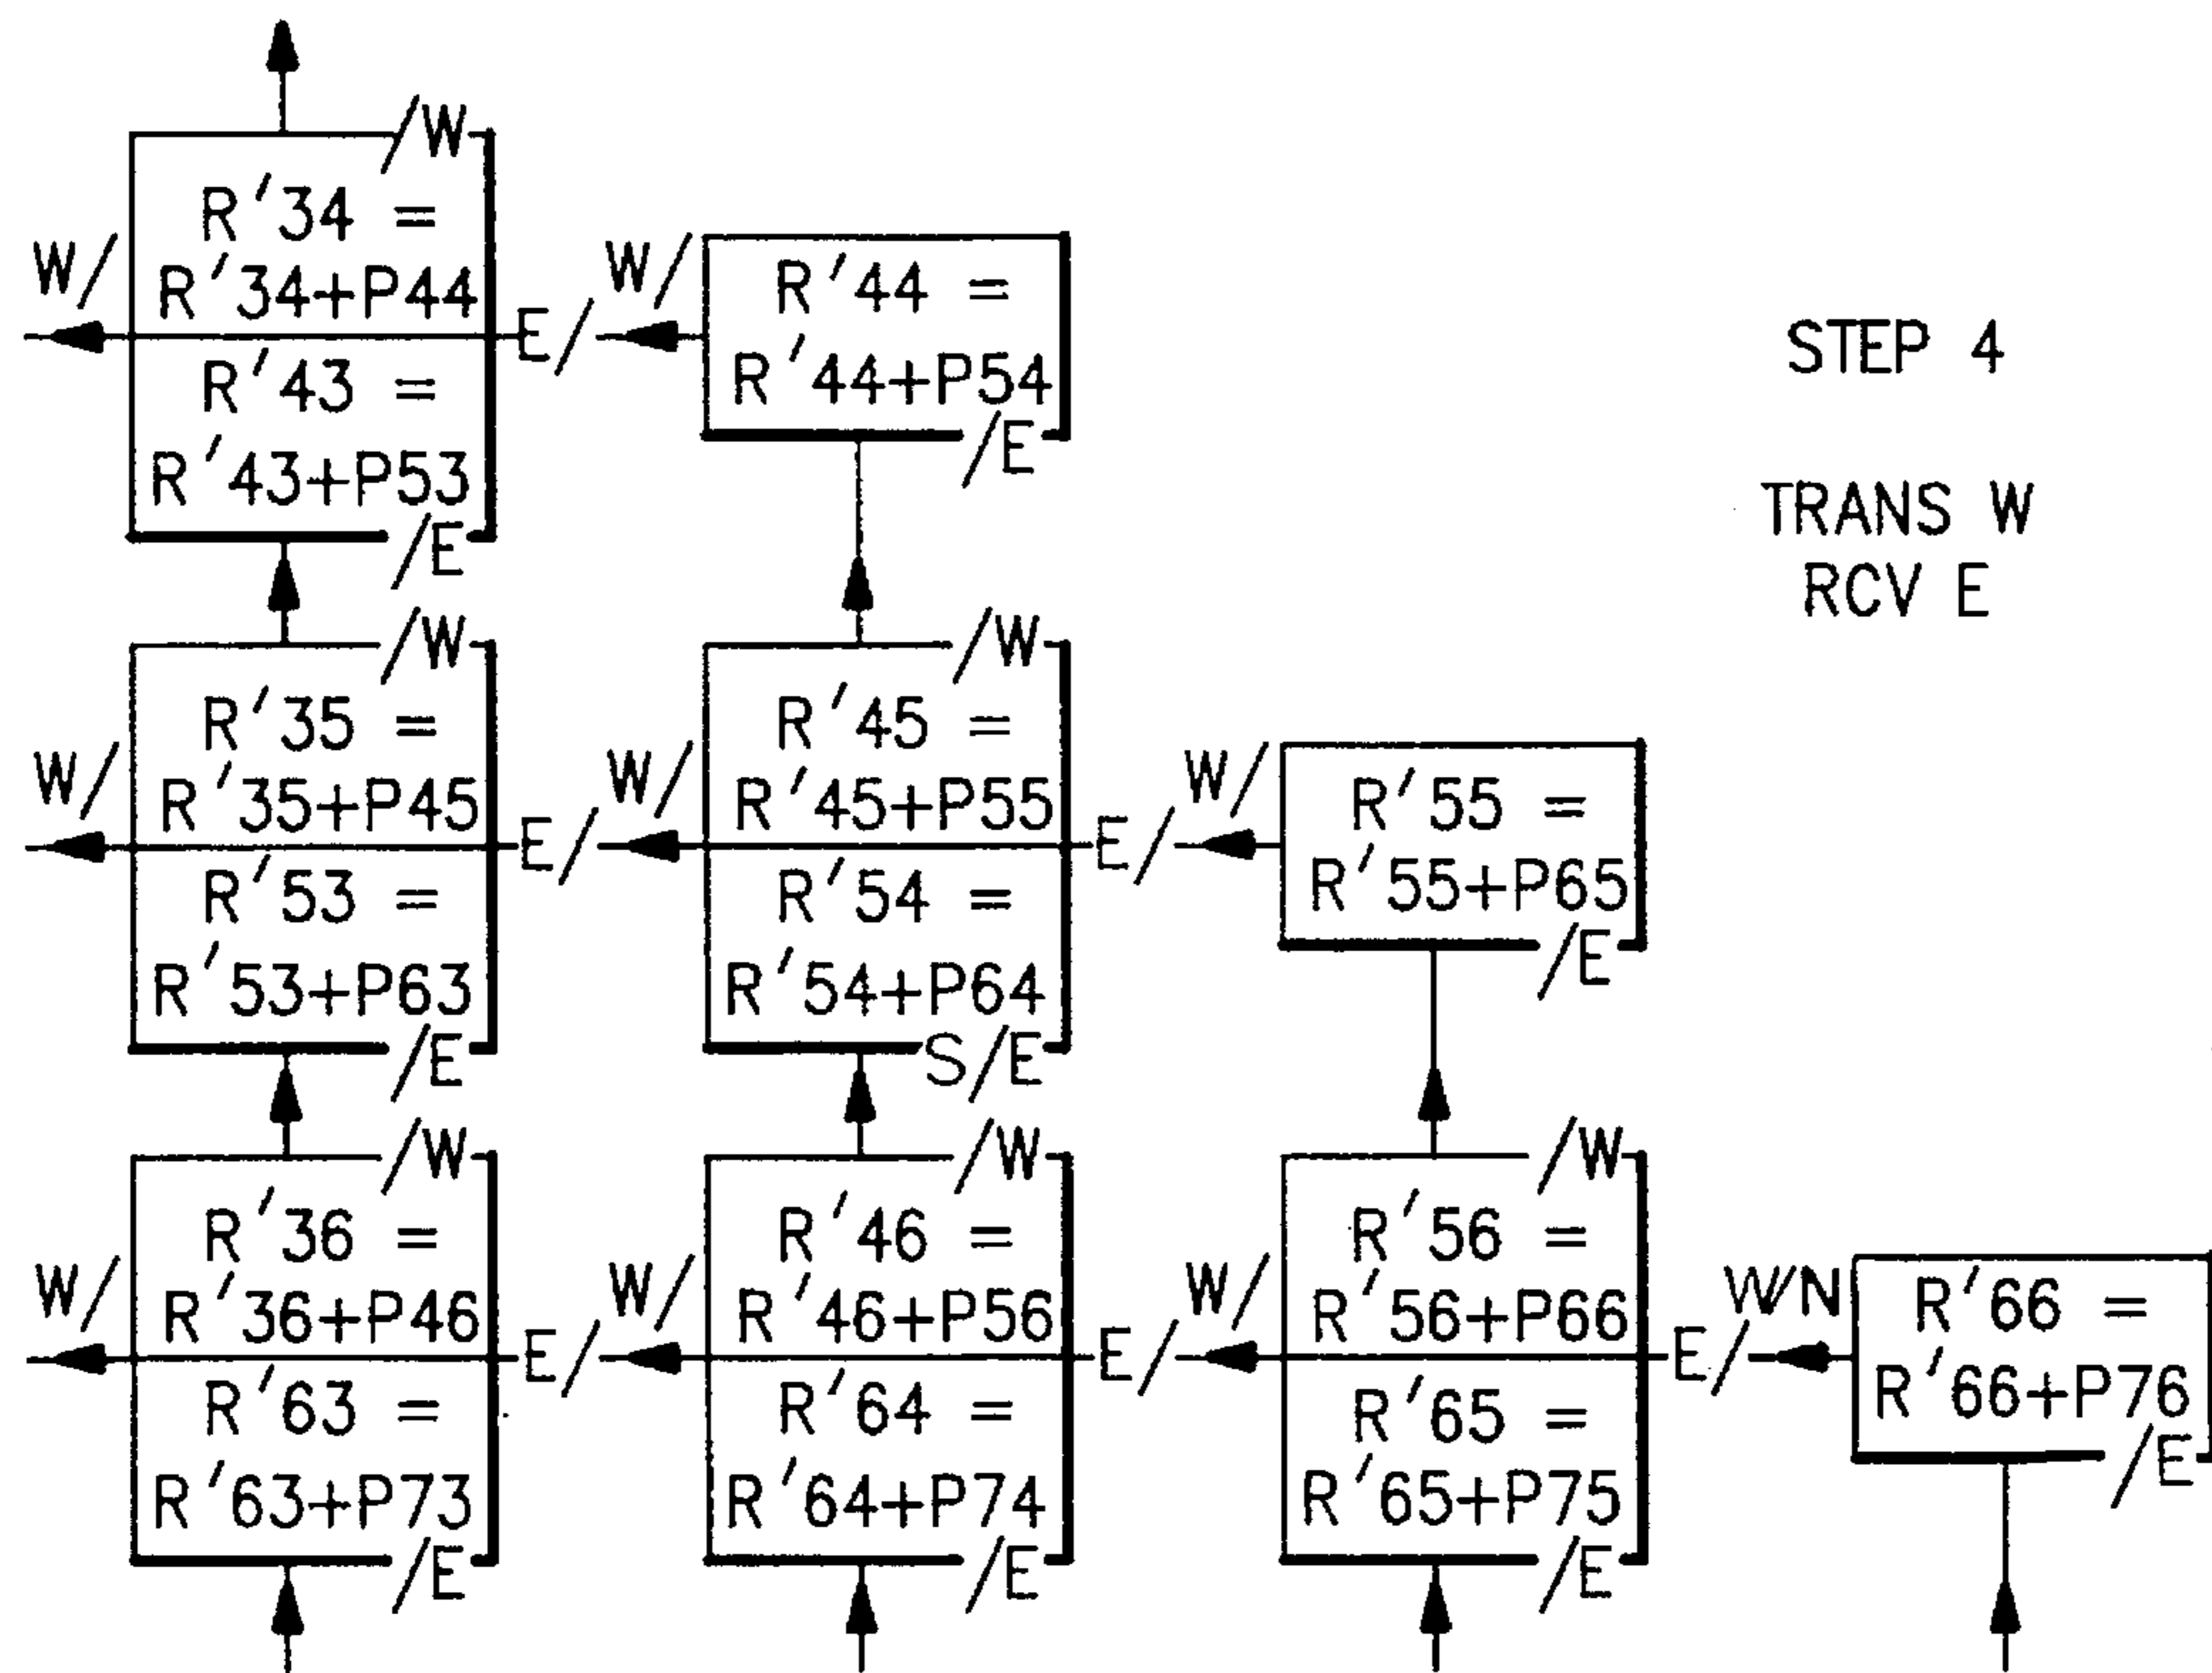 /W
R'34 =
W/
R'34+P44
E/
R'43 =
R'43+P53
/E
W/
R'44 =
R'44+P54
/E
STEP 4
TRANS W
RCV E
/W
R'35 =
W/
R'35+P45
E/
R'53 =
R'53+P63
/E
/W
R'45 =
W/
R'45+P55
E/
R'54 =
R'54+P64
S/E
W/
R'55 =
R'55+P65
/E
/W
R'36 =
W/
R'36+P46
E/
R'63 =
R'63+P73
/E
/W
R'46 =
W/
R'46+P56
E/
R'64 =
R'64+P74
/E
/W
R'56 =
W/
R'56+P66
E/
R'65 =
R'65+P75
/E
W/N
R'66 =
R'66+P76
/E